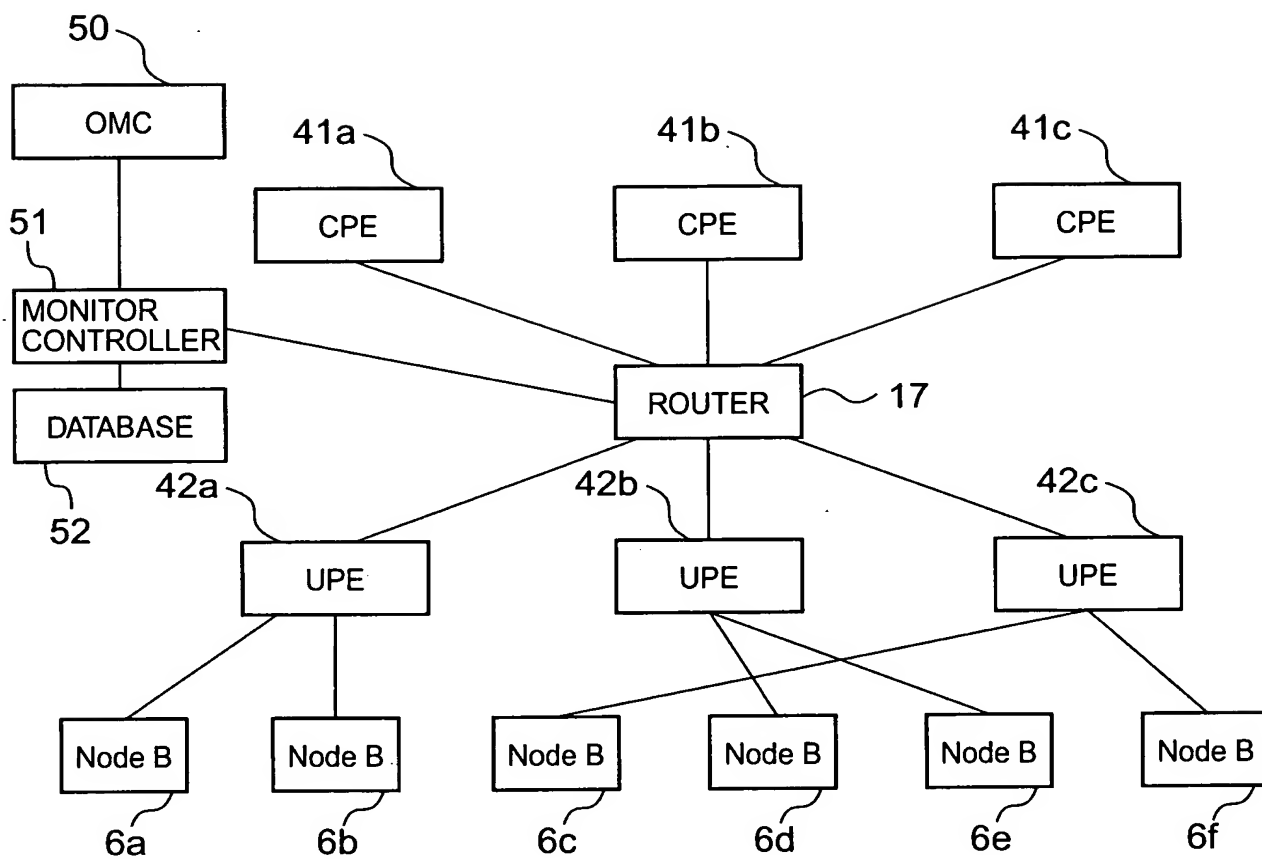 50
OMC
41a
41b
41c
CPE
CPE
CPE
51
MONITOR
CONTROLLER
ROUTER
17
DATABASE
52
42a
42b
42c
UPE
UPE
UPE
Node B
Node B
Node B
Node B
Node B
Node B
6a
6b
6c
6d
6e
6f